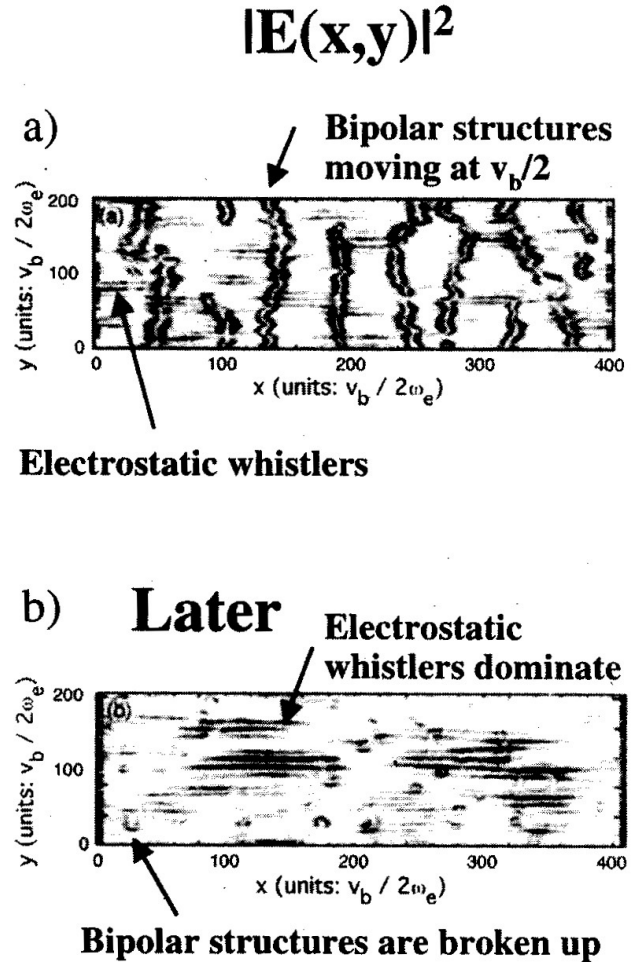 |E(x,y)|²
a)
Bipolar structures
moving at v_b/2
(a)
200
100
0
y (units: v_b / 2ω_e)
0 100 200 300 400
x (units: v_b / 2ω_e)
Electrostatic whistlers
b) Later
Electrostatic
whistlers dominate
(b)
200
100
0
y (units: v_b / 2ω_e)
0 100 200 300 400
x (units: v_b / 2ω_e)
Bipolar structures are broken up